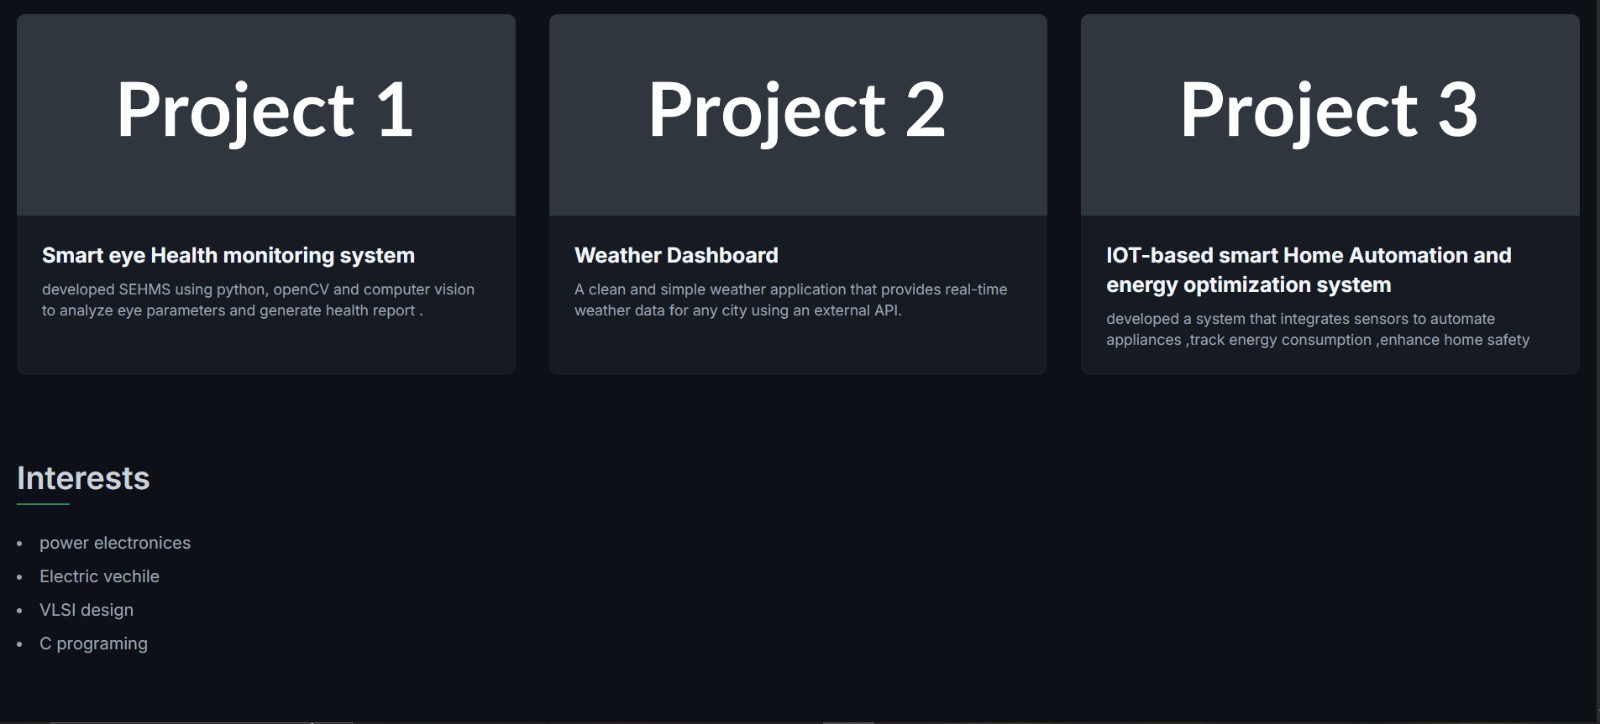 Project 1
Project 2
Project 3
Smart eye Health monitoring system
developed SEHMS using python, openCV and computer vision
to analyze eye parameters and generate health report .
Weather Dashboard
A clean and simple weather application that provides real-time
weather data for any city using an external API.
IOT-based smart Home Automation and
energy optimization system
developed a system that integrates sensors to automate
appliances ,track energy consumption ,enhance home safety
Interests
• power electronices
• Electric vechile
• VLSI design
• C programing